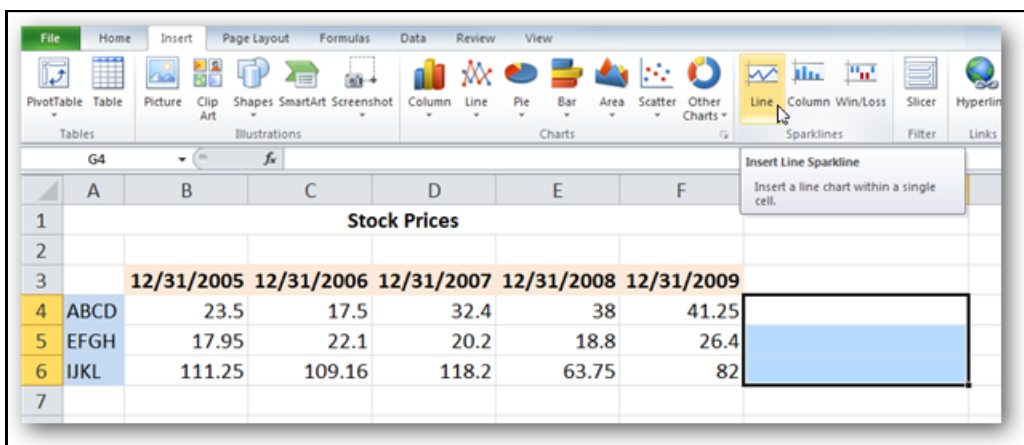 File Home Insert Page Layout Formulas Data Review View
PivotTable Table Picture Clip Art Shapes SmartArt Screenshot Column Line Pie Bar Area Scatter Other Charts Line Column Win/Loss Slicer Hyperlin
Tables Illustrations Charts Sparklines Filter Links
G4 fx
Insert Line Sparkline
Insert a line chart within a single
cell.
A B C D E F
1 Stock Prices
2
3 12/31/2005 12/31/2006 12/31/2007 12/31/2008 12/31/2009
4 ABCD 23.5 17.5 32.4 38 41.25
5 EFGH 17.95 22.1 20.2 18.8 26.4
6 IJKL 111.25 109.16 118.2 63.75 82
7